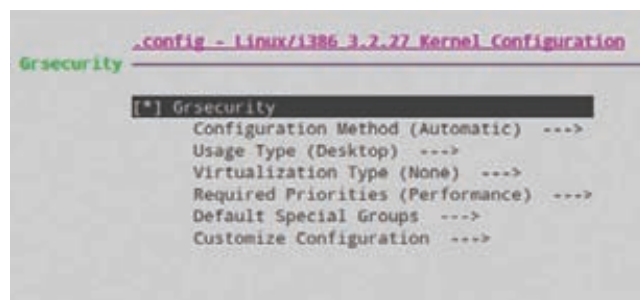 .config - Linux/i386 3.2.27 Kernel Configuration
Grsecurity
[*] Grsecurity
Configuration Method (Automatic) --->
Usage Type (Desktop) --->
Virtualization Type (None) --->
Required Priorities (Performance) --->
Default Special Groups --->
Customize Configuration --->